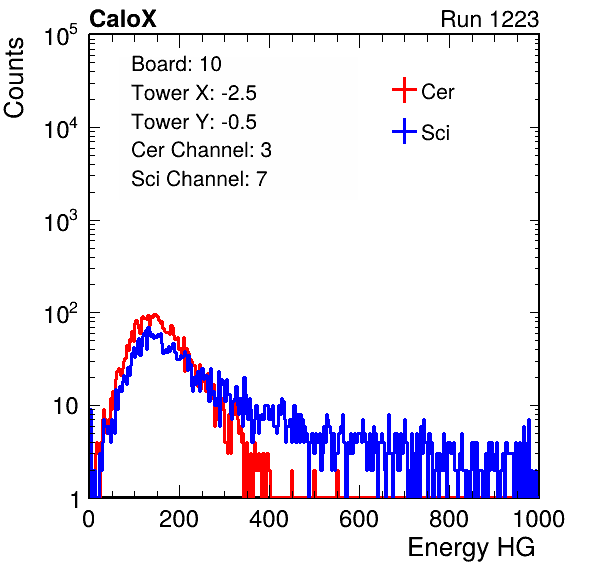 CaloX Run 1223
Counts
10^5
10^4
10^3
10^2
10
1
Board: 10
Tower X: -2.5
Tower Y: -0.5
Cer Channel: 3
Sci Channel: 7
Cer
Sci
0 200 400 600 800 1000
Energy HG